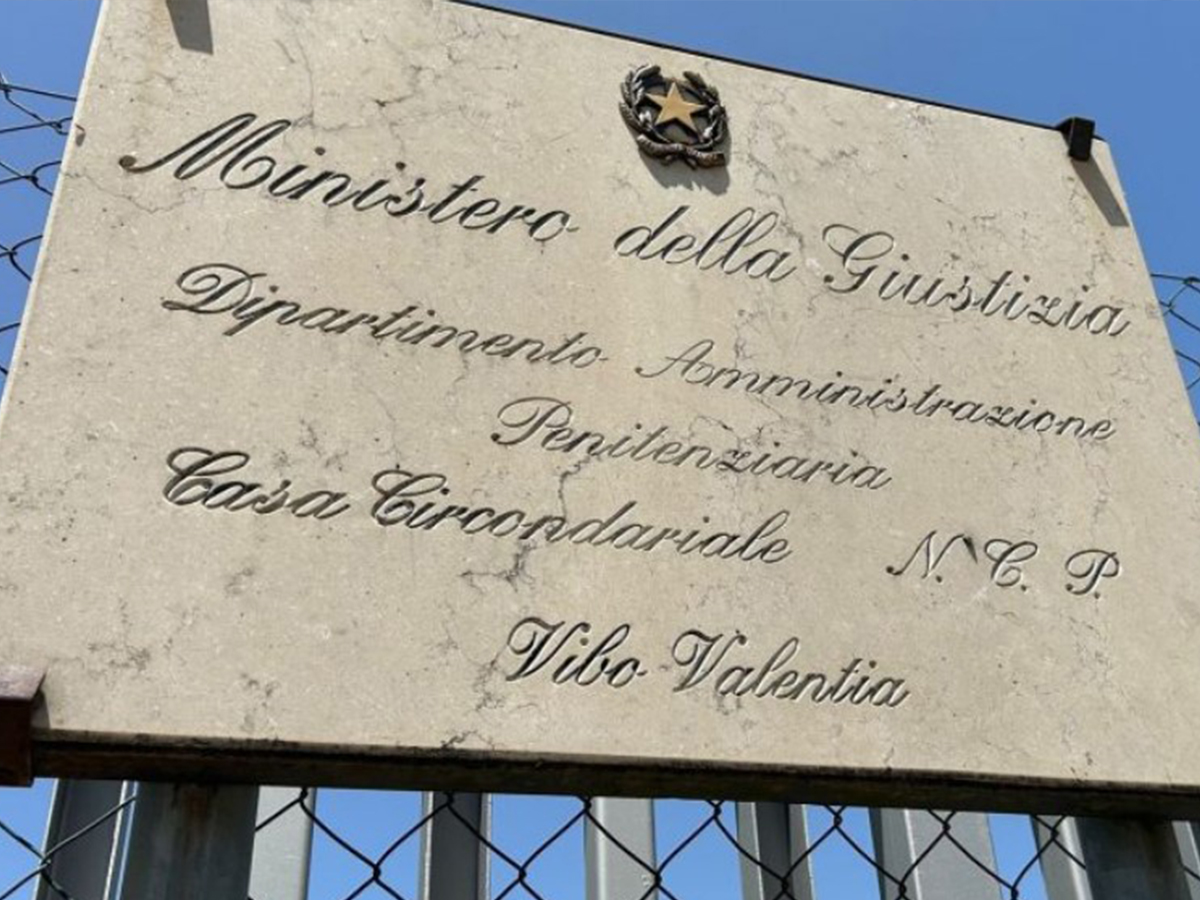 Ministero della Giustizia
Dipartimento Amministrazione
Penitenziaria
Casa Circondariale N. C. P.
Vibo Valentia